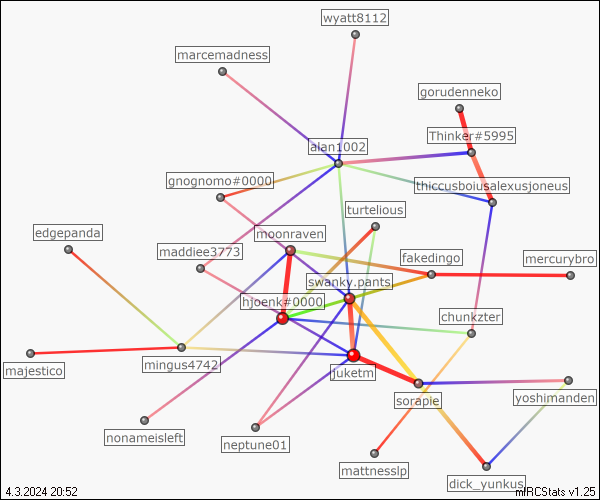 wyatt8112
marcemadness
gorudenneko
Thinker#5995
alan1002
gnognomo#0000
thiccusboiusalexusjoneus
turtelious
edgepanda
moonraven
maddiee3773
fakedingo
mercurybro
swanky.pants
hjoenk#0000
chunkzter
majestico
mingus4742
juketm
sorapie
yoshimanden
nonameisleft
neptune01
mattnesslp
dick_yunkus
4.3.2024 20:52
mIRCStats v1.25